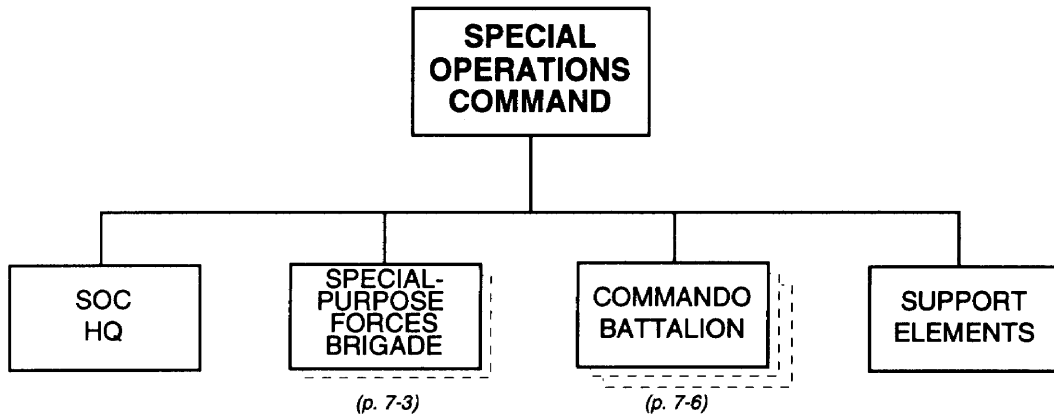 SPECIAL
OPERATIONS
COMMAND
SOC
HQ
SPECIAL-
PURPOSE
FORCES
BRIGADE
COMMANDO
BATTALION
SUPPORT
ELEMENTS
(p. 7-3)
(p. 7-6)